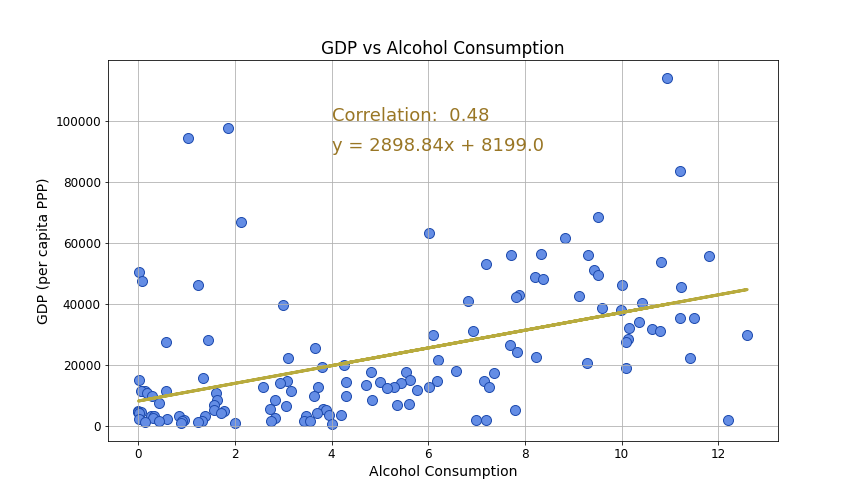 GDP vs Alcohol Consumption
Correlation:  0.48
y = 2898.84x + 8199.0
GDP (per capita PPP)
100000
80000
60000
40000
20000
0
0 2 4 6 8 10 12
Alcohol Consumption